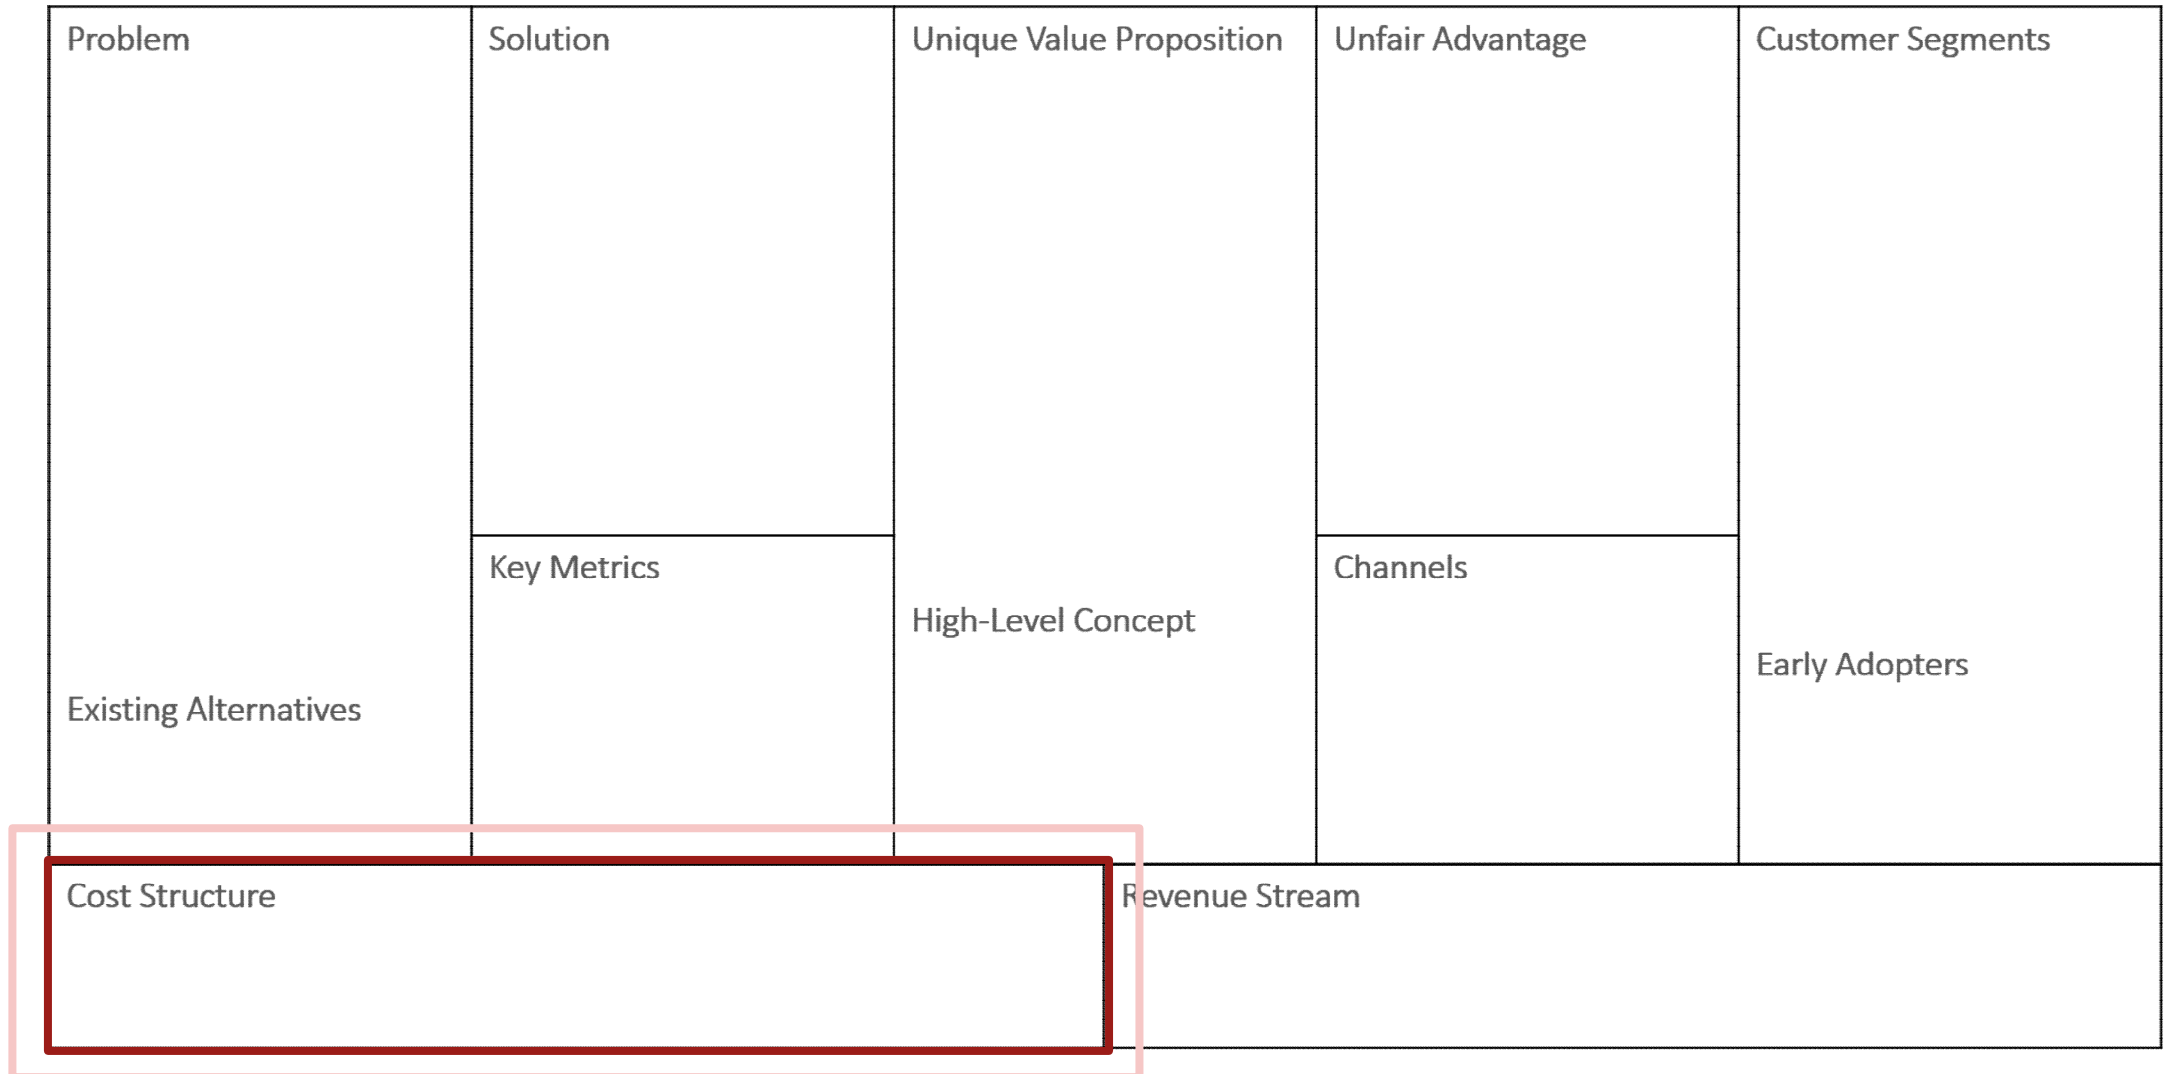 Problem
Existing Alternatives
Solution
Key Metrics
Unique Value Proposition
High-Level Concept
Unfair Advantage
Channels
Customer Segments
Early Adopters
Cost Structure
Revenue Stream